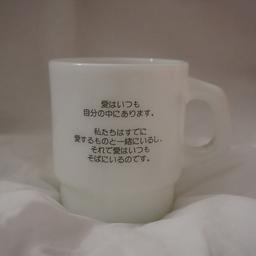 愛はいつも
自分の中にあります。
私たちはすでに
愛するものと一緒にいるし、
それで愛はいつも
そばにいるのです。